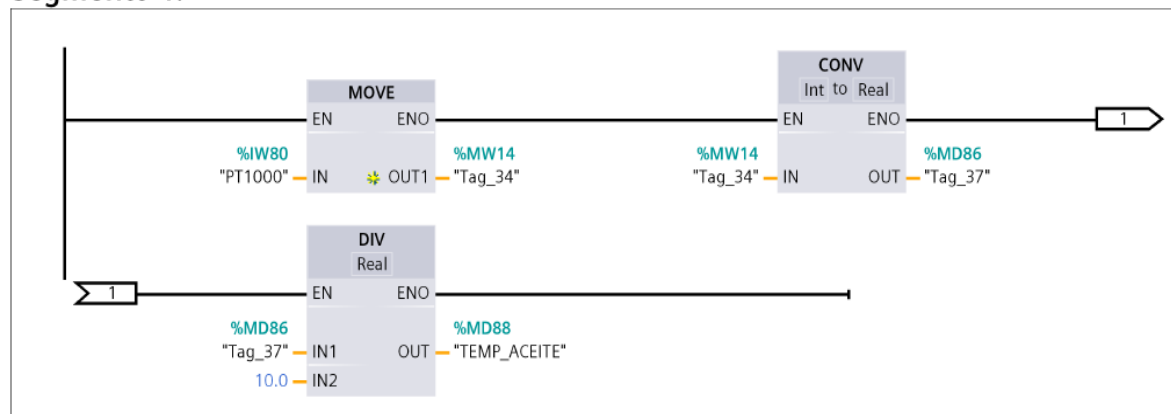 MOVE
EN ENO
%IW80 %MW14
"PT1000" IN OUT1 "Tag_34"
CONV
Int to Real
EN ENO
%MW14 %MD86
"Tag_34" IN OUT "Tag_37"
1
1
DIV
Real
EN ENO
%MD86 %MD88
"Tag_37" IN1 OUT "TEMP_ACEITE"
10.0 IN2